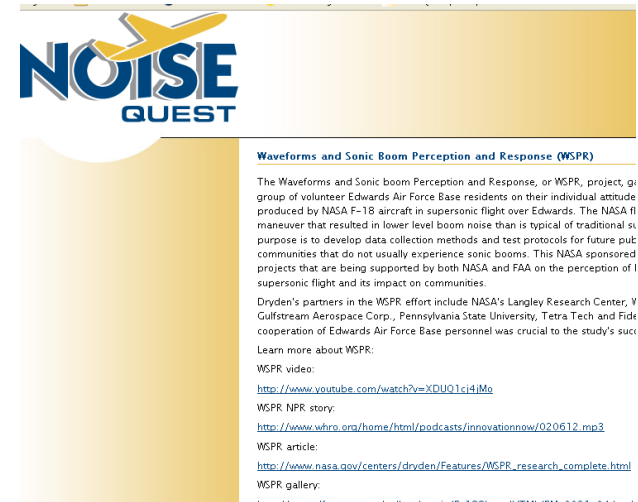 NOISE
QUEST
Waveforms and Sonic Boom Perception and Response (WSPR)
The Waveforms and Sonic boom Perception and Response, or WSPR, project, ga
group of volunteer Edwards Air Force Base residents on their individual attitude
produced by NASA F-18 aircraft in supersonic flight over Edwards. The NASA fl
maneuver that resulted in lower level boom noise than is typical of traditional su
purpose is to develop data collection methods and test protocols for future pub
communities that do not usually experience sonic booms. This NASA sponsored
projects that are being supported by both NASA and FAA on the perception of l
supersonic flight and its impact on communities.
Dryden's partners in the WSPR effort include NASA's Langley Research Center, W
Gulfstream Aerospace Corp., Pennsylvania State University, Tetra Tech and Fide
cooperation of Edwards Air Force Base personnel was crucial to the study's succ
Learn more about WSPR:
WSPR video:
http://www.youtube.com/watch?v=XDUQ1cj4jMo
WSPR NPR story:
http://www.whro.org/home/html/podcasts/innovationnow/020612.mp3
WSPR article:
http://www.nasa.gov/centers/dryden/Features/WSPR_research_complete.html
WSPR gallery: